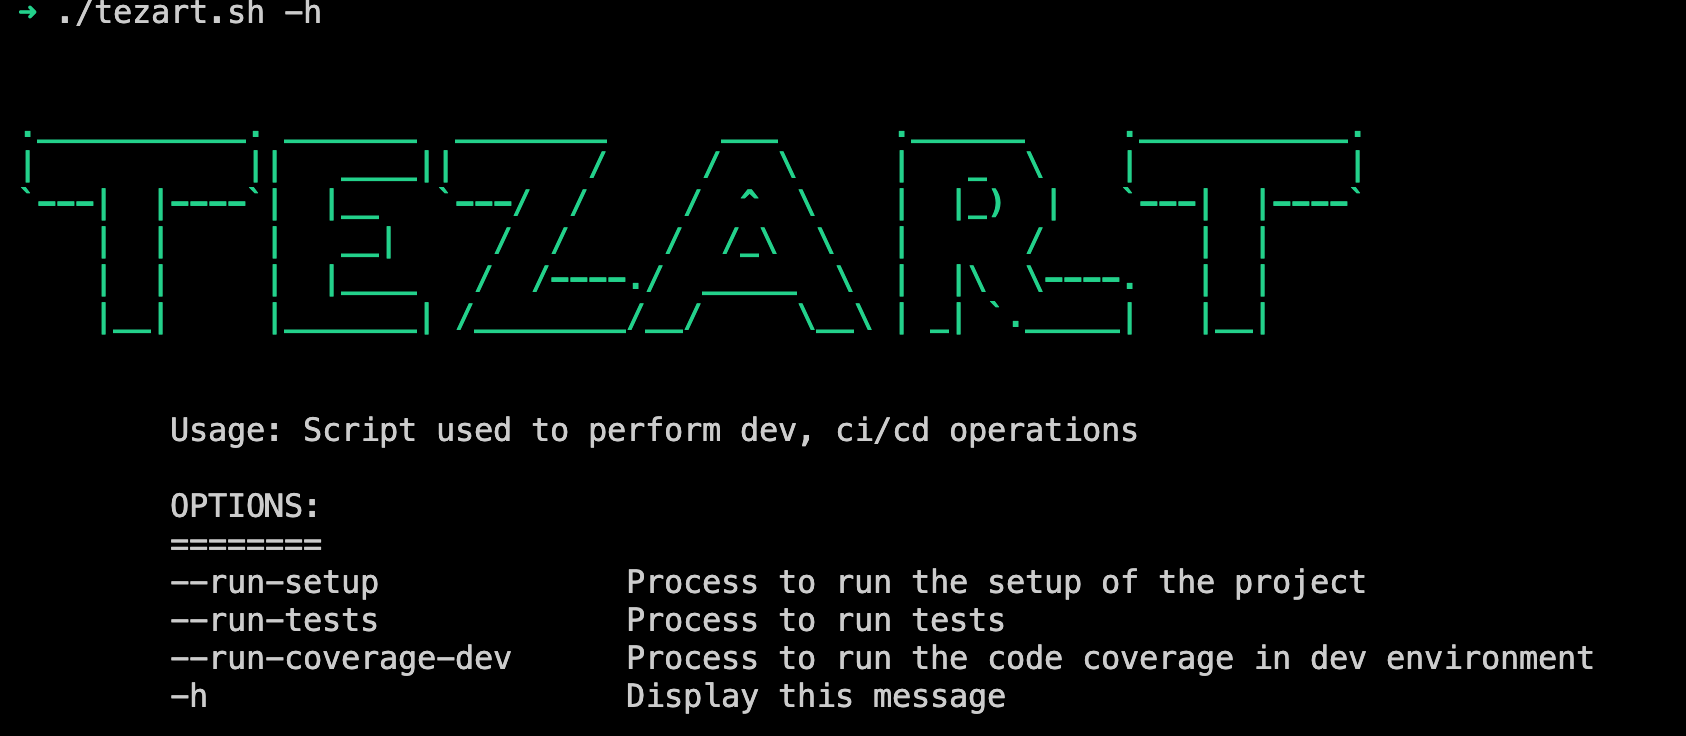 ➜ ./tezart.sh -h
TEZART
Usage: Script used to perform dev, ci/cd operations
OPTIONS:
========
--run-setup Process to run the setup of the project
--run-tests Process to run tests
--run-coverage-dev Process to run the code coverage in dev environment
-h Display this message